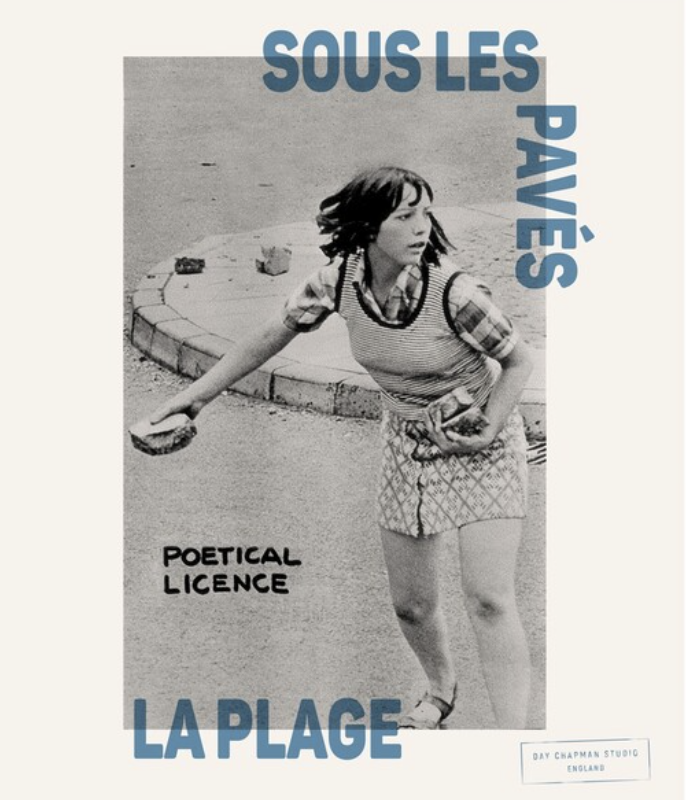 SOUS LES
PAVÉS
POETICAL
LICENCE
LA PLAGE
DAY CHAPMAN STUDIO
ENGLAND